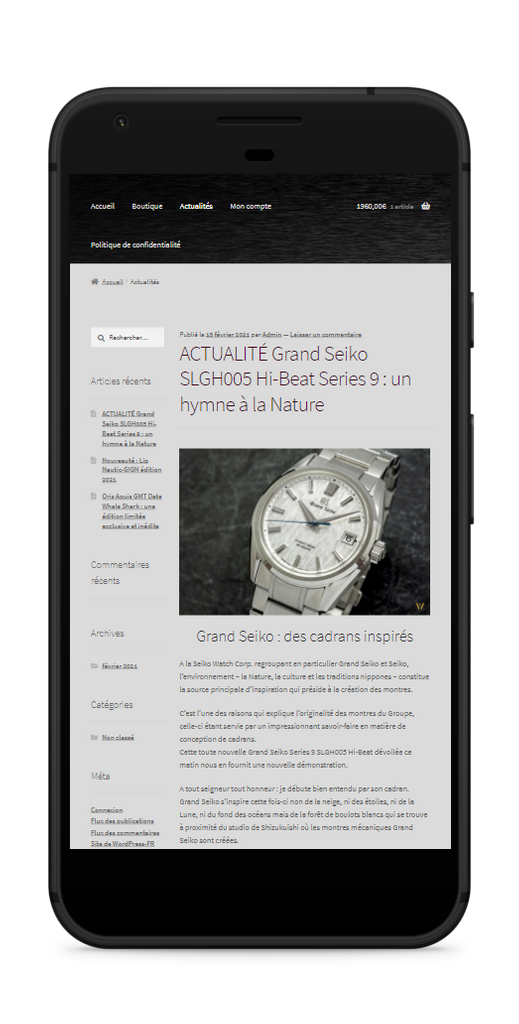 Accueil Boutique Actualités Mon compte 1960,00€ 1 article
Politique de confidentialité
Accueil Actualités
Rechercher…
Articles récents
ACTUALITÉ Grand
Seiko SLGH005 Hi-
Beat Series 9 : un
hymne à la Nature
Nouveauté : Lip
Nautic-GIGN édition
2021
Oris Aquis GMT Date
Whale Shark : une
édition limitée
exclusive et inédite
Commentaires
récents
Archives
février 2021
Catégories
Non classé
Méta
Connexion
Flux des publications
Flux des commentaires
Site de WordPress-FR
Publié le 18 février 2021 par Admin — Laisser un commentaire
ACTUALITÉ Grand Seiko
SLGH005 Hi-Beat Series 9 : un
hymne à la Nature
GS
Grand Seiko
Grand Seiko : des cadrans inspirés
A la Seiko Watch Corp. regroupant en particulier Grand Seiko et Seiko,
l'environnement – la Nature, la culture et les traditions nippones – constitue
la source principale d'inspiration qui préside à la création des montres.
C'est l'une des raisons qui explique l'originalité des montres du Groupe,
celle-ci étant servie par un impressionnant savoir-faire en matière de
conception de cadrans.
Cette toute nouvelle Grand Seiko Series 9 SLGH005 Hi-Beat dévoilée ce
matin nous en fournit une nouvelle démonstration.
A tout seigneur tout honneur : je débute bien entendu par son cadran.
Grand Seiko s'inspire cette fois-ci non de la neige, ni des étoiles, ni de la
Lune, ni du fond des océans mais de la forêt de boulots blancs qui se trouve
à proximité du studio de Shizukuishi où les montres mécaniques Grand
Seiko sont créées.